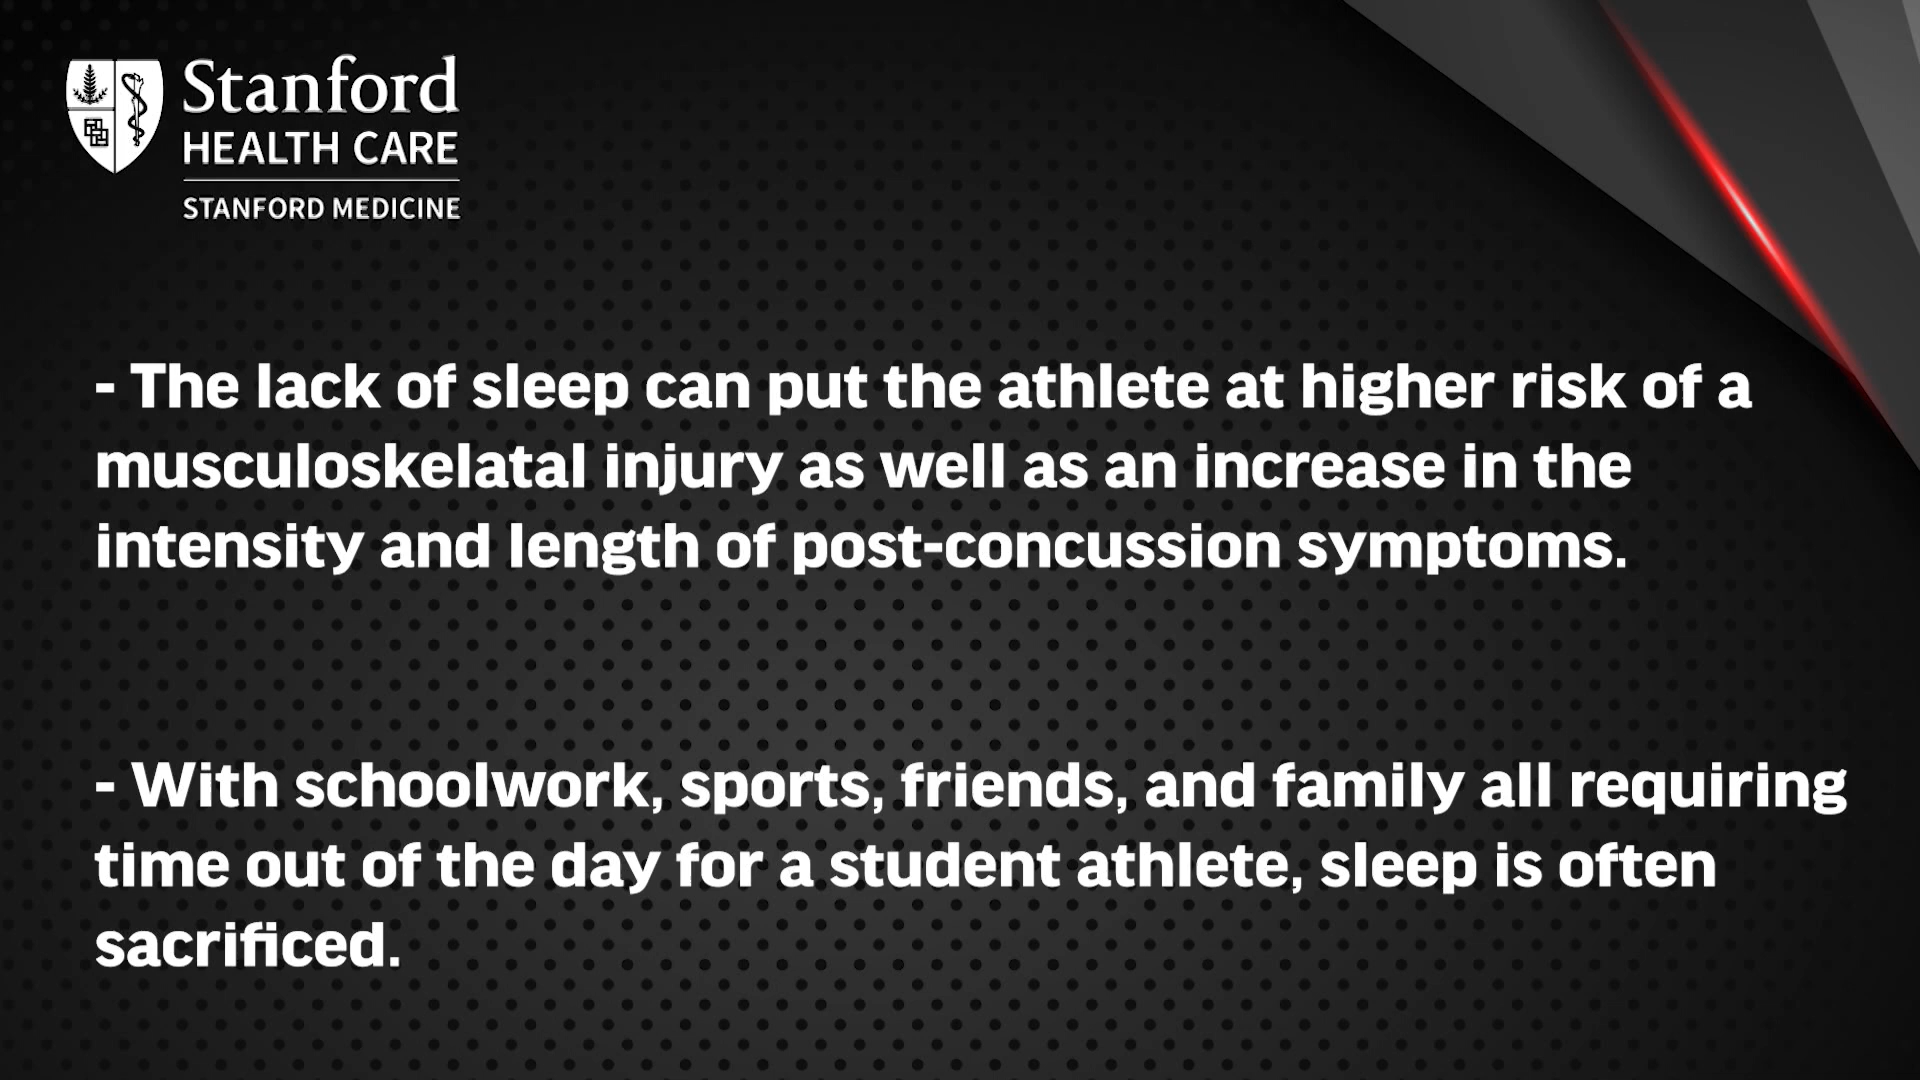 Stanford
HEALTH CARE
STANFORD MEDICINE
- The lack of sleep can put the athlete at higher risk of a
musculoskelatal injury as well as an increase in the
intensity and length of post-concussion symptoms.
- With schoolwork, sports, friends, and family all requiring
time out of the day for a student athlete, sleep is often
sacrificed.